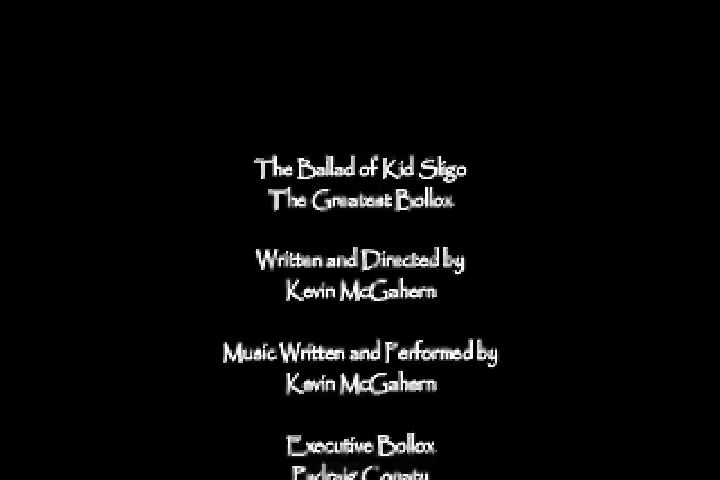 The Ballad of Kid Sligo
The Greatest Bollox
Written and Directed by
Kevin McGahern
Music Written and Performed by
Kevin McGahern
Executive Bollox
Padraig